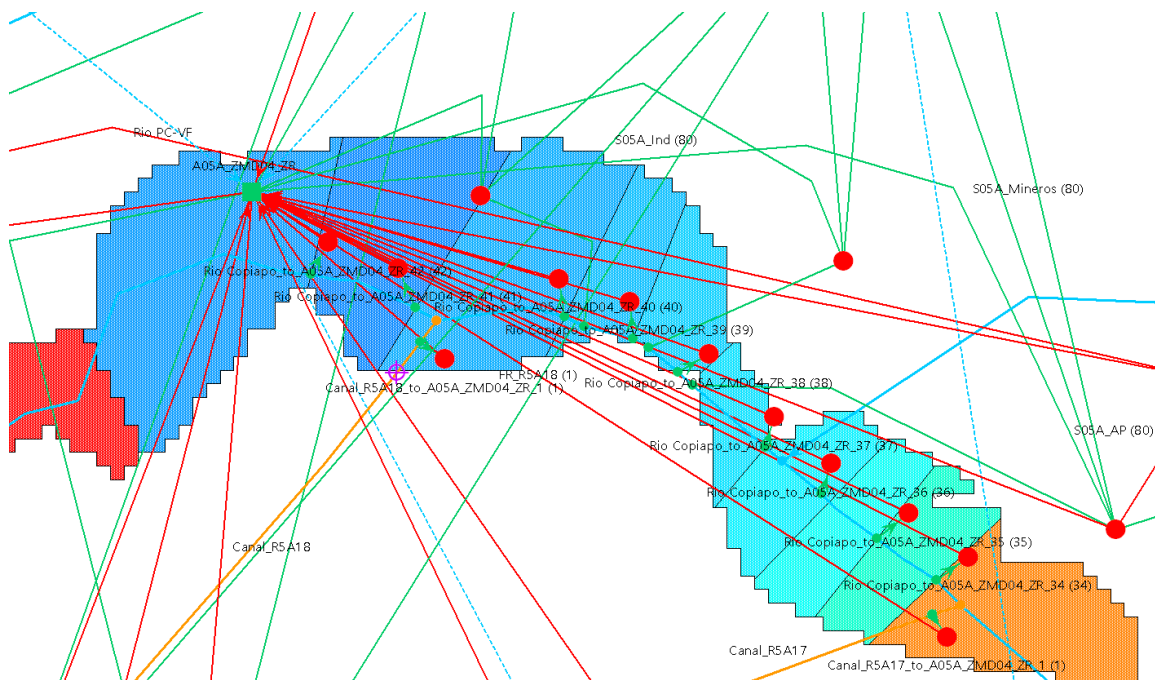 Rio PC-VF
S05A_Ind (80)
A05A_ZMD04_ZR
S05A_Mineros (80)
Rio Copiapo_to_A05A_ZMD04_ZR_42 (42)
Rio Copiapo_to_A05A_ZMD04_ZR_41 (41)
Rio Copiapo_to_A05A_ZMD04_ZR_40 (40)
Rio Copiapo_to_A05A_ZMD04_ZR_39 (39)
FR_R5A18 (1)
Rio Copiapo_to_A05A_ZMD04_ZR_38 (38)
Canal_R5A18_to_A05A_ZMD04_ZR_1 (1)
S05A_AP (80)
Rio Copiapo_to_A05A_ZMD04_ZR_37 (37)
Rio Copiapo_to_A05A_ZMD04_ZR_36 (36)
Canal_R5A18
Rio Copiapo_to_A05A_ZMD04_ZR_35 (35)
Rio Copiapo_to_A05A_ZMD04_ZR_34 (34)
Canal_R5A17
Canal_R5A17_to_A05A_ZMD04_ZR_1 (1)